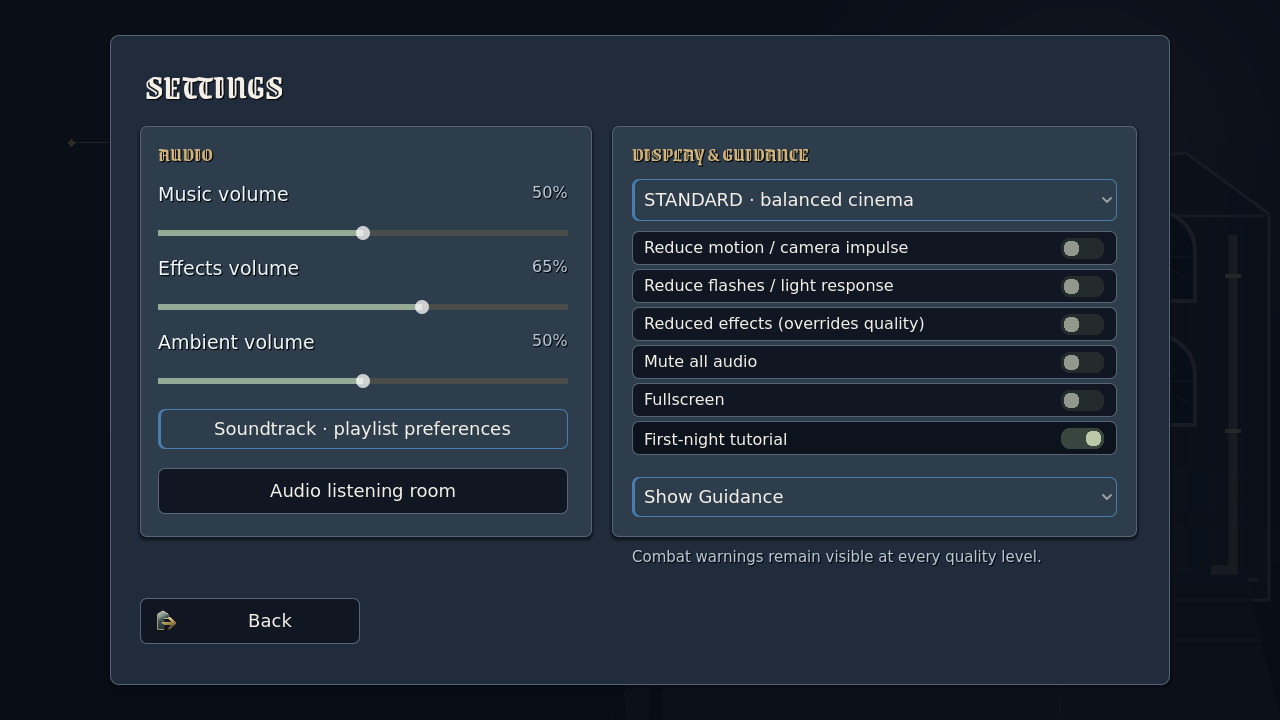 SETTINGS
AUDIO
Music volume 50%
Effects volume 65%
Ambient volume 50%
Soundtrack · playlist preferences
Audio listening room
DISPLAY & GUIDANCE
STANDARD · balanced cinema
Reduce motion / camera impulse
Reduce flashes / light response
Reduced effects (overrides quality)
Mute all audio
Fullscreen
First-night tutorial
Show Guidance
Combat warnings remain visible at every quality level.
Back